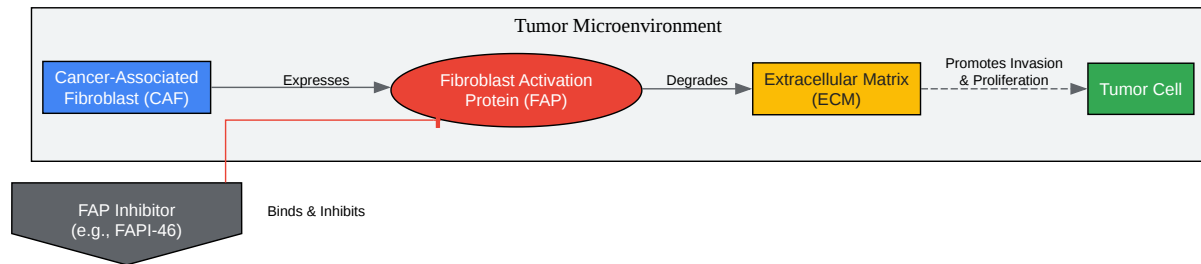 Tumor Microenvironment
Cancer-Associated
Fibroblast (CAF)
Expresses
Fibroblast Activation
Protein (FAP)
Degrades
Extracellular Matrix
(ECM)
Promotes Invasion
& Proliferation
Tumor Cell
FAP Inhibitor
(e.g., FAPI-46)
Binds & Inhibits